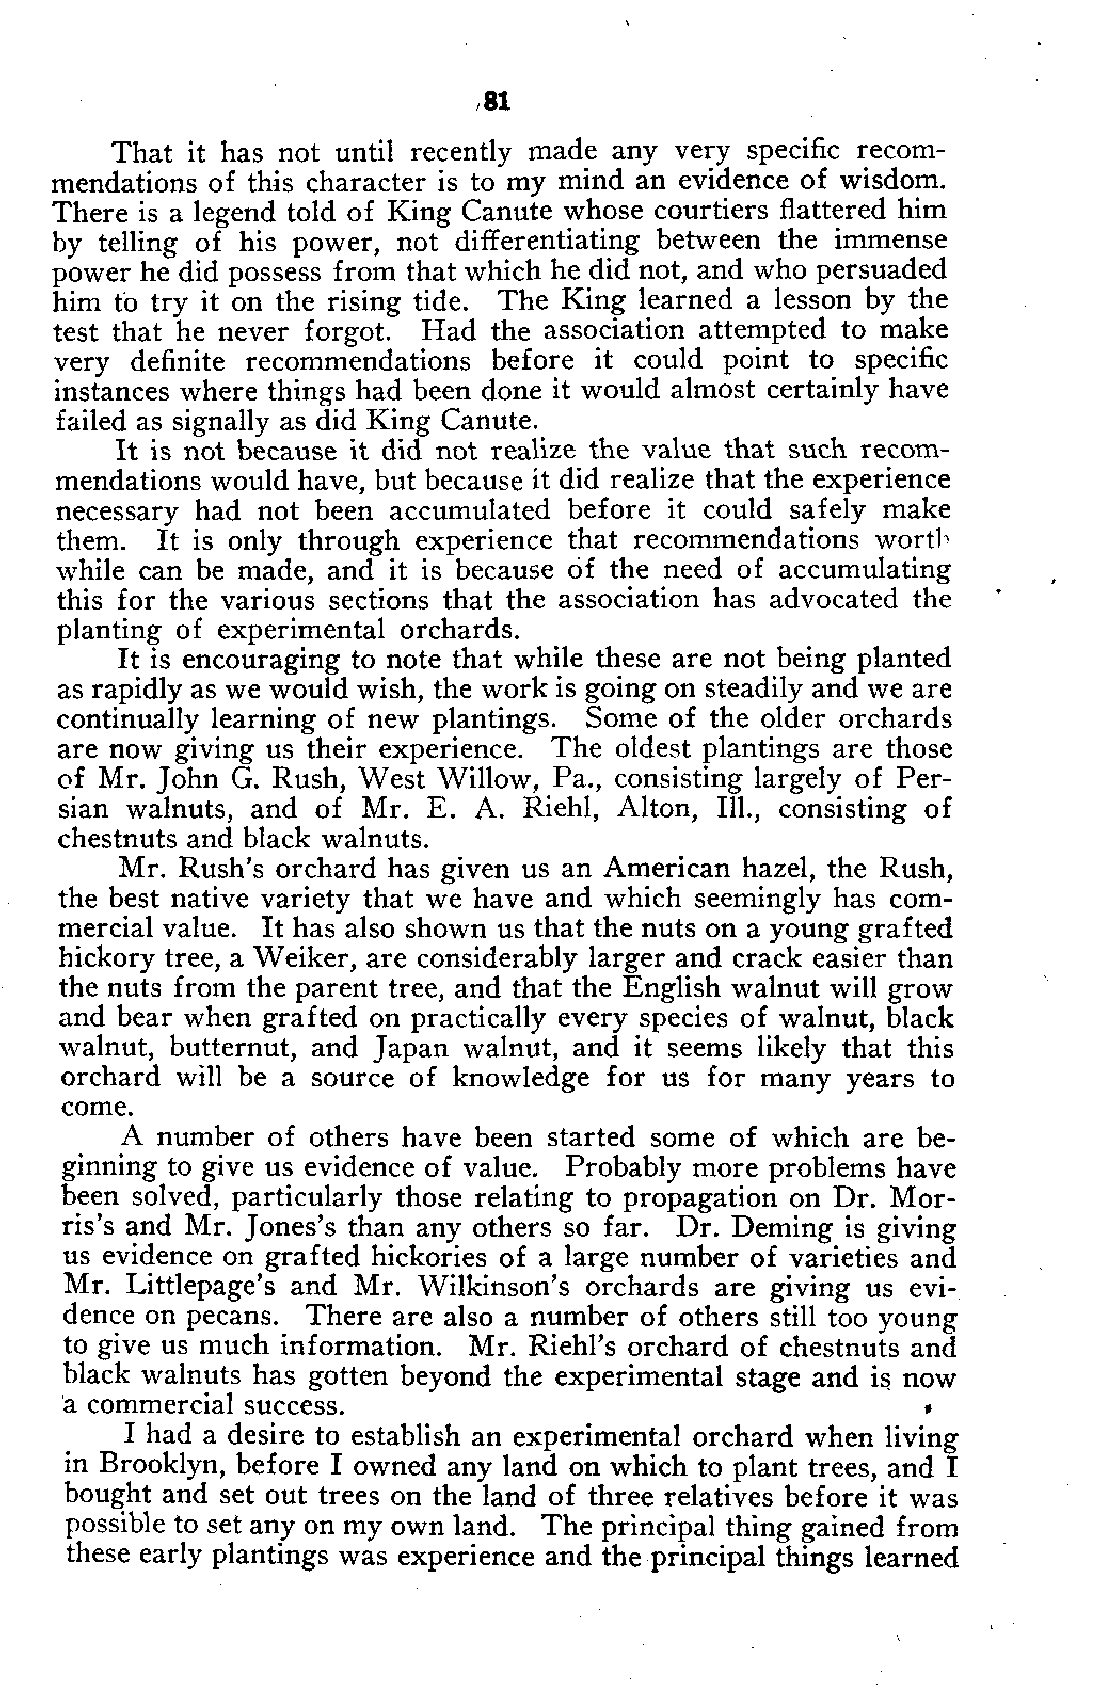 81
That it has not until recently made any very specific recom-
mendations of this character is to my mind an evidence of wisdom.
There is a legend told of King Canute whose courtiers flattered him
by telling of his power, not differentiating between the immense
power he did possess from that which he did not, and who persuaded
him to try it on the rising tide. The King learned a lesson by the
test that he never forgot. Had the association attempted to make
very definite recommendations before it could point to specific
instances where things had been done it would almost certainly have
failed as signally as did King Canute.
It is not because it did not realize the value that such recom-
mendations would have, but because it did realize that the experience
necessary had not been accumulated before it could safely make
them. It is only through experience that recommendations worth
while can be made, and it is because of the need of accumulating
this for the various sections that the association has advocated the
planting of experimental orchards.
It is encouraging to note that while these are not being planted
as rapidly as we would wish, the work is going on steadily and we are
continually learning of new plantings. Some of the older orchards
are now giving us their experience. The oldest plantings are those
of Mr. John G. Rush, West Willow, Pa., consisting largely of Per-
sian walnuts, and of Mr. E. A. Riehl, Alton, Ill., consisting of
chestnuts and black walnuts.
Mr. Rush's orchard has given us an American hazel, the Rush,
the best native variety that we have and which seemingly has com-
mercial value. It has also shown us that the nuts on a young grafted
hickory tree, a Weiker, are considerably larger and crack easier than
the nuts from the parent tree, and that the English walnut will grow
and bear when grafted on practically every species of walnut, black
walnut, butternut, and Japan walnut, and it seems likely that this
orchard will be a source of knowledge for us for many years to
come.
A number of others have been started some of which are be-
ginning to give us evidence of value. Probably more problems have
been solved, particularly those relating to propagation on Dr. Mor-
ris's and Mr. Jones's than any others so far. Dr. Deming is giving
us evidence on grafted hickories of a large number of varieties and
Mr. Littlepage's and Mr. Wilkinson's orchards are giving us evi-
dence on pecans. There are also a number of others still too young
to give us much information. Mr. Riehl's orchard of chestnuts and
black walnuts has gotten beyond the experimental stage and is now
a commercial success.
I had a desire to establish an experimental orchard when living
in Brooklyn, before I owned any land on which to plant trees, and I
bought and set out trees on the land of three relatives before it was
possible to set any on my own land. The principal thing gained from
these early plantings was experience and the principal things learned